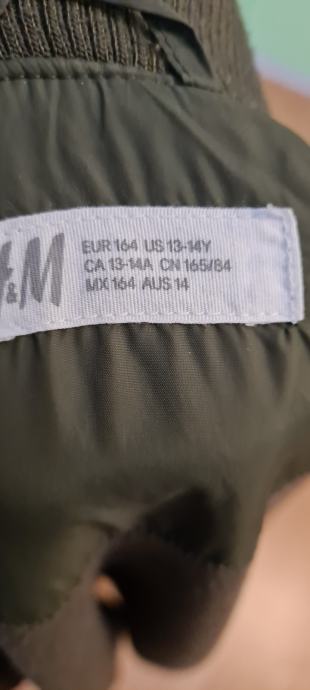 H&M
EUR 164 US 13-14Y
CA 13-14A CN 165/84
MX 164 AUS 14